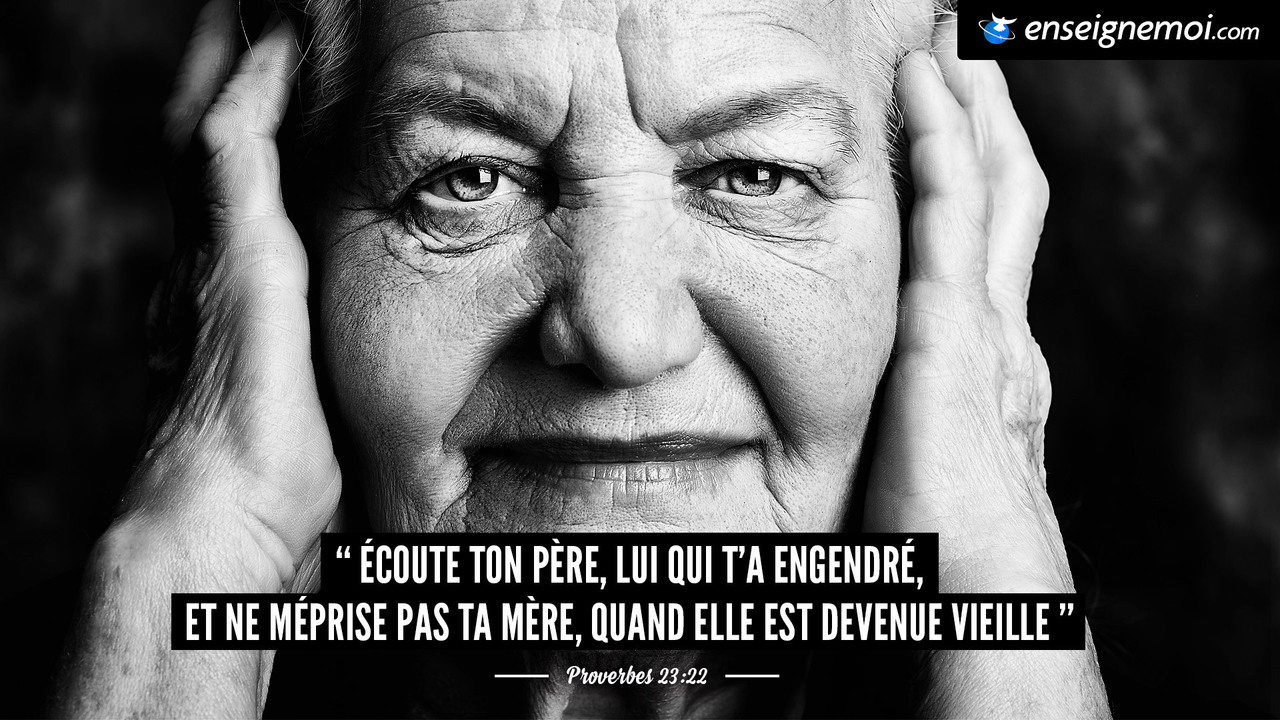 enseignemoi.com
“ ÉCOUTE TON PÈRE, LUI QUI T’A ENGENDRÉ,
ET NE MÉPRISE PAS TA MÈRE, QUAND ELLE EST DEVENUE VIEILLE ”
Proverbes 23:22